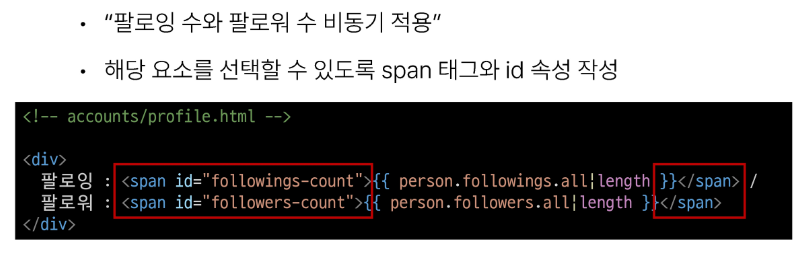 • “팔로잉 수와 팔로워 수 비동기 적용”
• 해당 요소를 선택할 수 있도록 span 태그와 id 속성 작성
<!-- accounts/profile.html -->
<div>
팔로잉 : <span id="followings-count">{{ person.followings.all|length }}</span> /
팔로워 : <span id="followers-count">{{ person.followers.all|length }}</span>
</div>